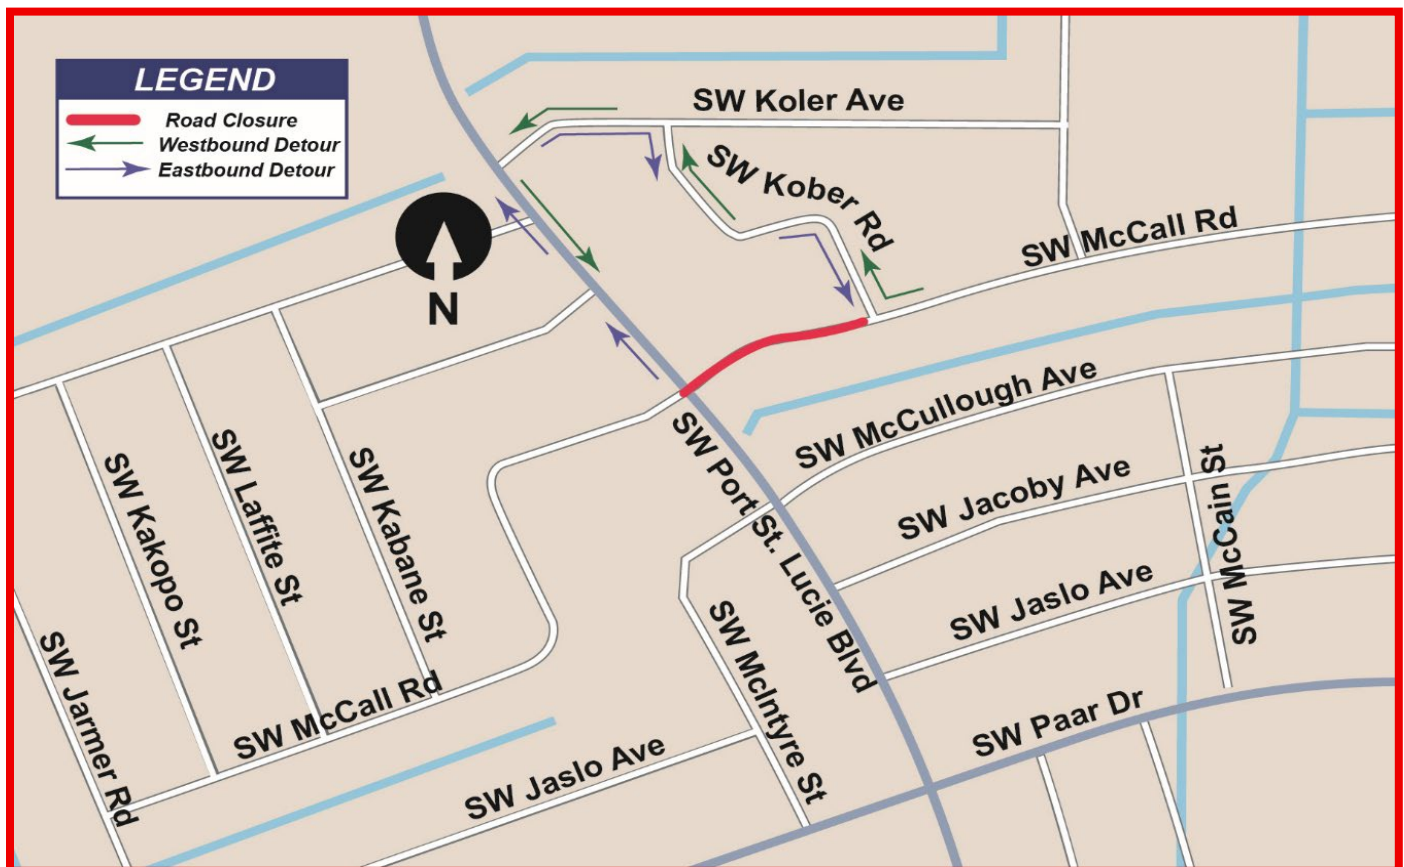 LEGEND
Road Closure
Westbound Detour
Eastbound Detour
N
SW Koler Ave
SW Kober Rd
SW McCall Rd
SW McCullough Ave
SW Port St. Lucie Blvd
SW Jacoby Ave
SW McCain St
SW Jaslo Ave
SW Kakopo St
SW Laffite St
SW Kabane St
SW Jarmer Rd
SW McCall Rd
SW McIntyre St
SW Jaslo Ave
SW Paar Dr